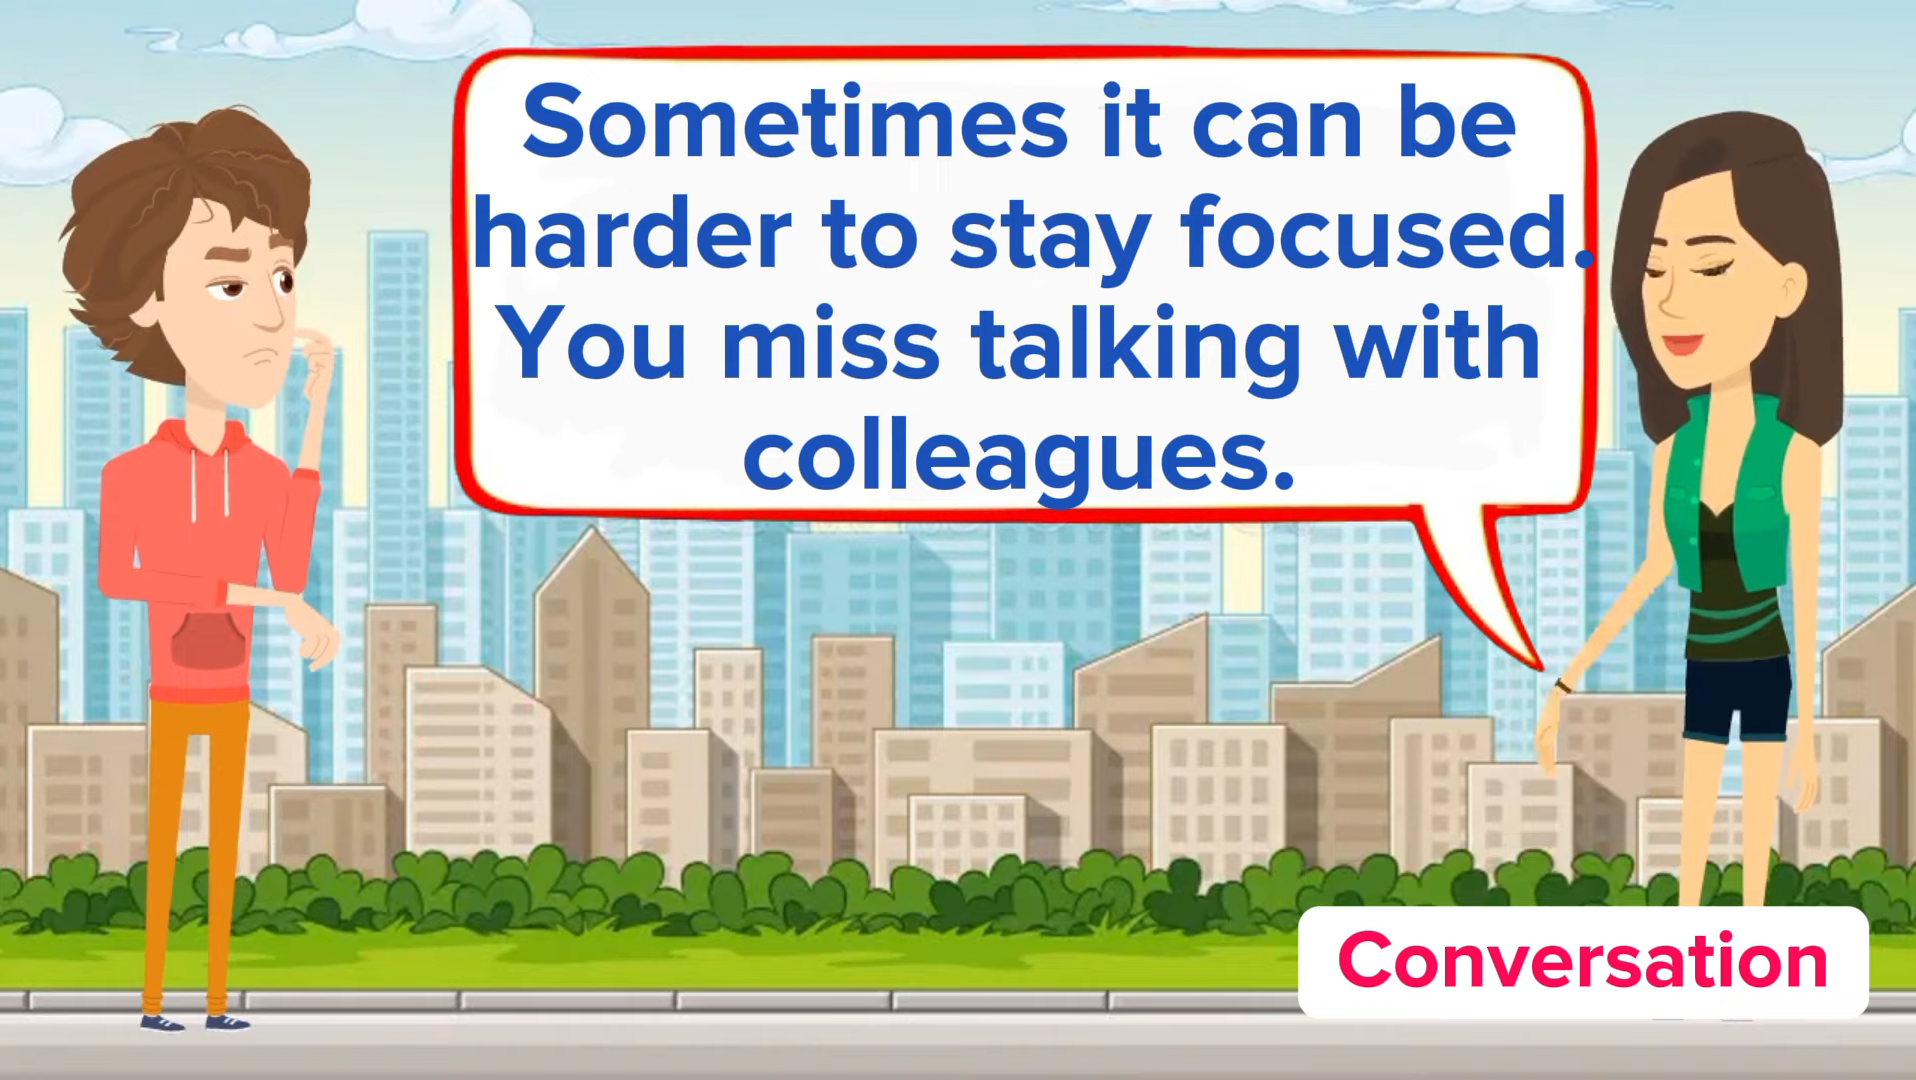 Sometimes it can be
harder to stay focused.
You miss talking with
colleagues.
Conversation